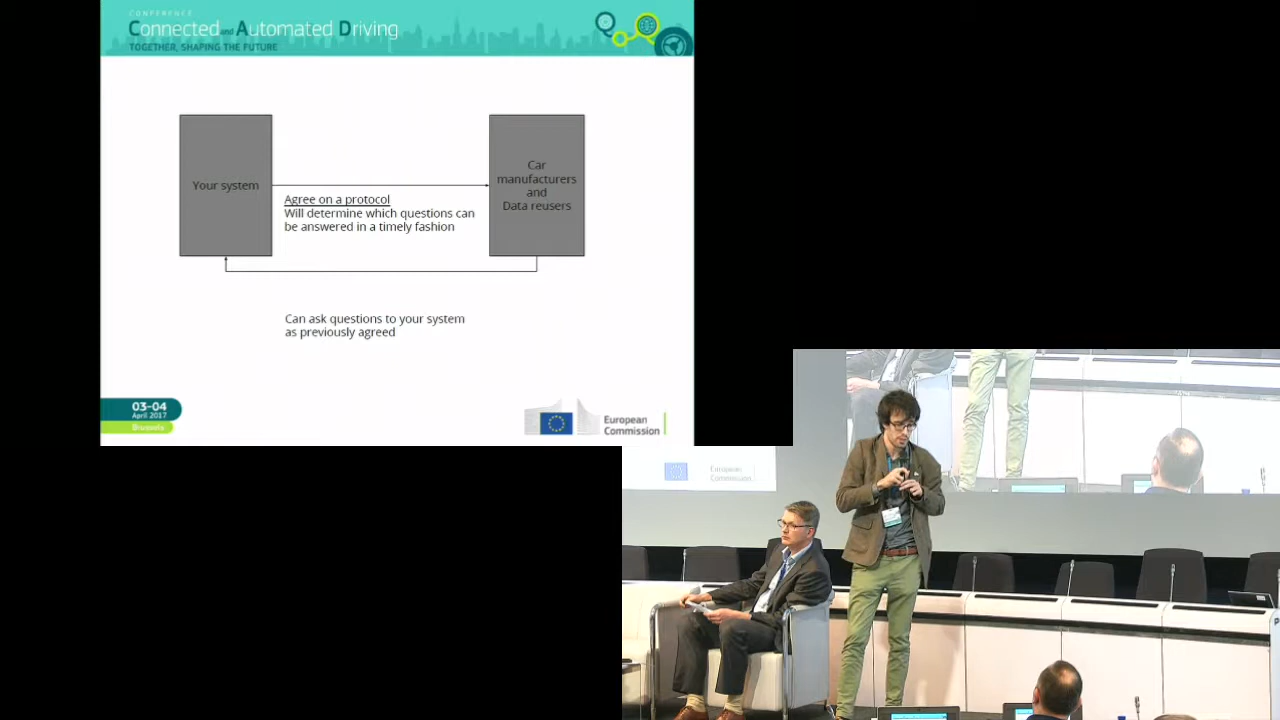 CONFERENCE
Connected and Automated Driving
TOGETHER, SHAPING THE FUTURE
Your system
Agree on a protocol
Will determine which questions can
be answered in a timely fashion
Car
manufacturers
and
Data reusers
Can ask questions to your system
as previously agreed
03-04
April 2017
Brussels
European
Commission
European
Commission